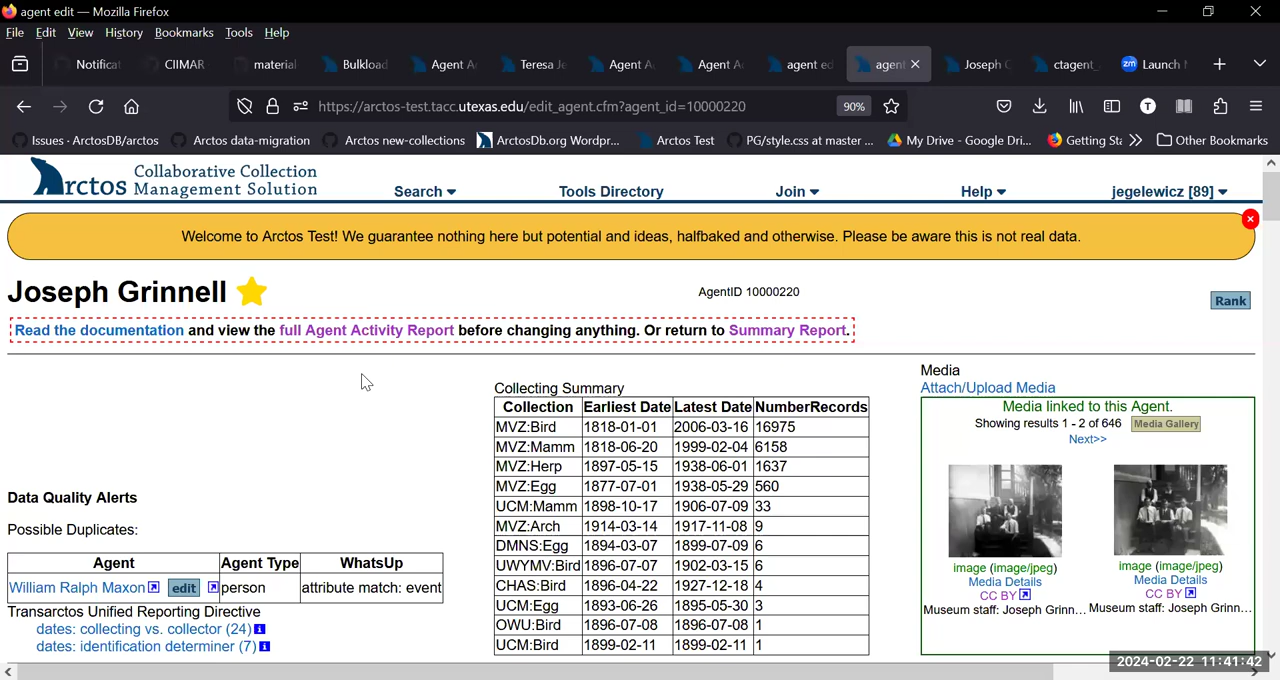 agent edit — Mozilla Firefox
File Edit View History Bookmarks Tools Help
Notificat CIIMAR material Bulkload Agent A Teresa Je Agent A Agent A agent ed agent Joseph G ctagent_ Launch
https://arctos-test.tacc.utexas.edu/edit_agent.cfm?agent_id=10000220 90%
Issues · ArctosDB/arctos Arctos data-migration Arctos new-collections ArctosDb.org Wordpr... Arctos Test PG/style.css at master ... My Drive - Google Dri... Getting Sta Other Bookmarks
Arctos Collaborative Collection
Management Solution
Search Tools Directory Join Help jegelewicz [89]
Welcome to Arctos Test! We guarantee nothing here but potential and ideas, halfbaked and otherwise. Please be aware this is not real data.
Joseph Grinnell AgentID 10000220
Rank
Read the documentation and view the full Agent Activity Report before changing anything. Or return to Summary Report.
Data Quality Alerts
Possible Duplicates:
Agent Agent Type WhatsUp
William Ralph Maxon edit person attribute match: event
Transarctos Unified Reporting Directive
dates: collecting vs. collector (24)
dates: identification determiner (7)
Collecting Summary
Collection Earliest Date Latest Date NumberRecords
MVZ:Bird 1818-01-01 2006-03-16 16975
MVZ:Mamm 1818-06-20 1999-02-04 6158
MVZ:Herp 1897-05-15 1938-06-01 1637
MVZ:Egg 1877-07-01 1938-05-29 560
UCM:Mamm 1898-10-17 1906-07-09 33
MVZ:Arch 1914-03-14 1917-11-08 9
DMNS:Egg 1894-03-07 1899-07-09 6
UWYMV:Bird 1896-07-07 1902-03-15 6
CHAS:Bird 1896-04-22 1927-12-18 4
UCM:Egg 1893-06-26 1895-05-30 3
OWU:Bird 1896-07-08 1896-07-08 1
UCM:Bird 1899-02-11 1899-02-11 1
Media
Attach/Upload Media
Media linked to this Agent.
Showing results 1 - 2 of 646 Media Gallery
Next>>
image (image/jpeg)
Media Details
CC BY
Museum staff: Joseph Grinn...
image (image/jpeg)
Media Details
CC BY
Museum staff: Joseph Grinn...
2024-02-22 11:41:42